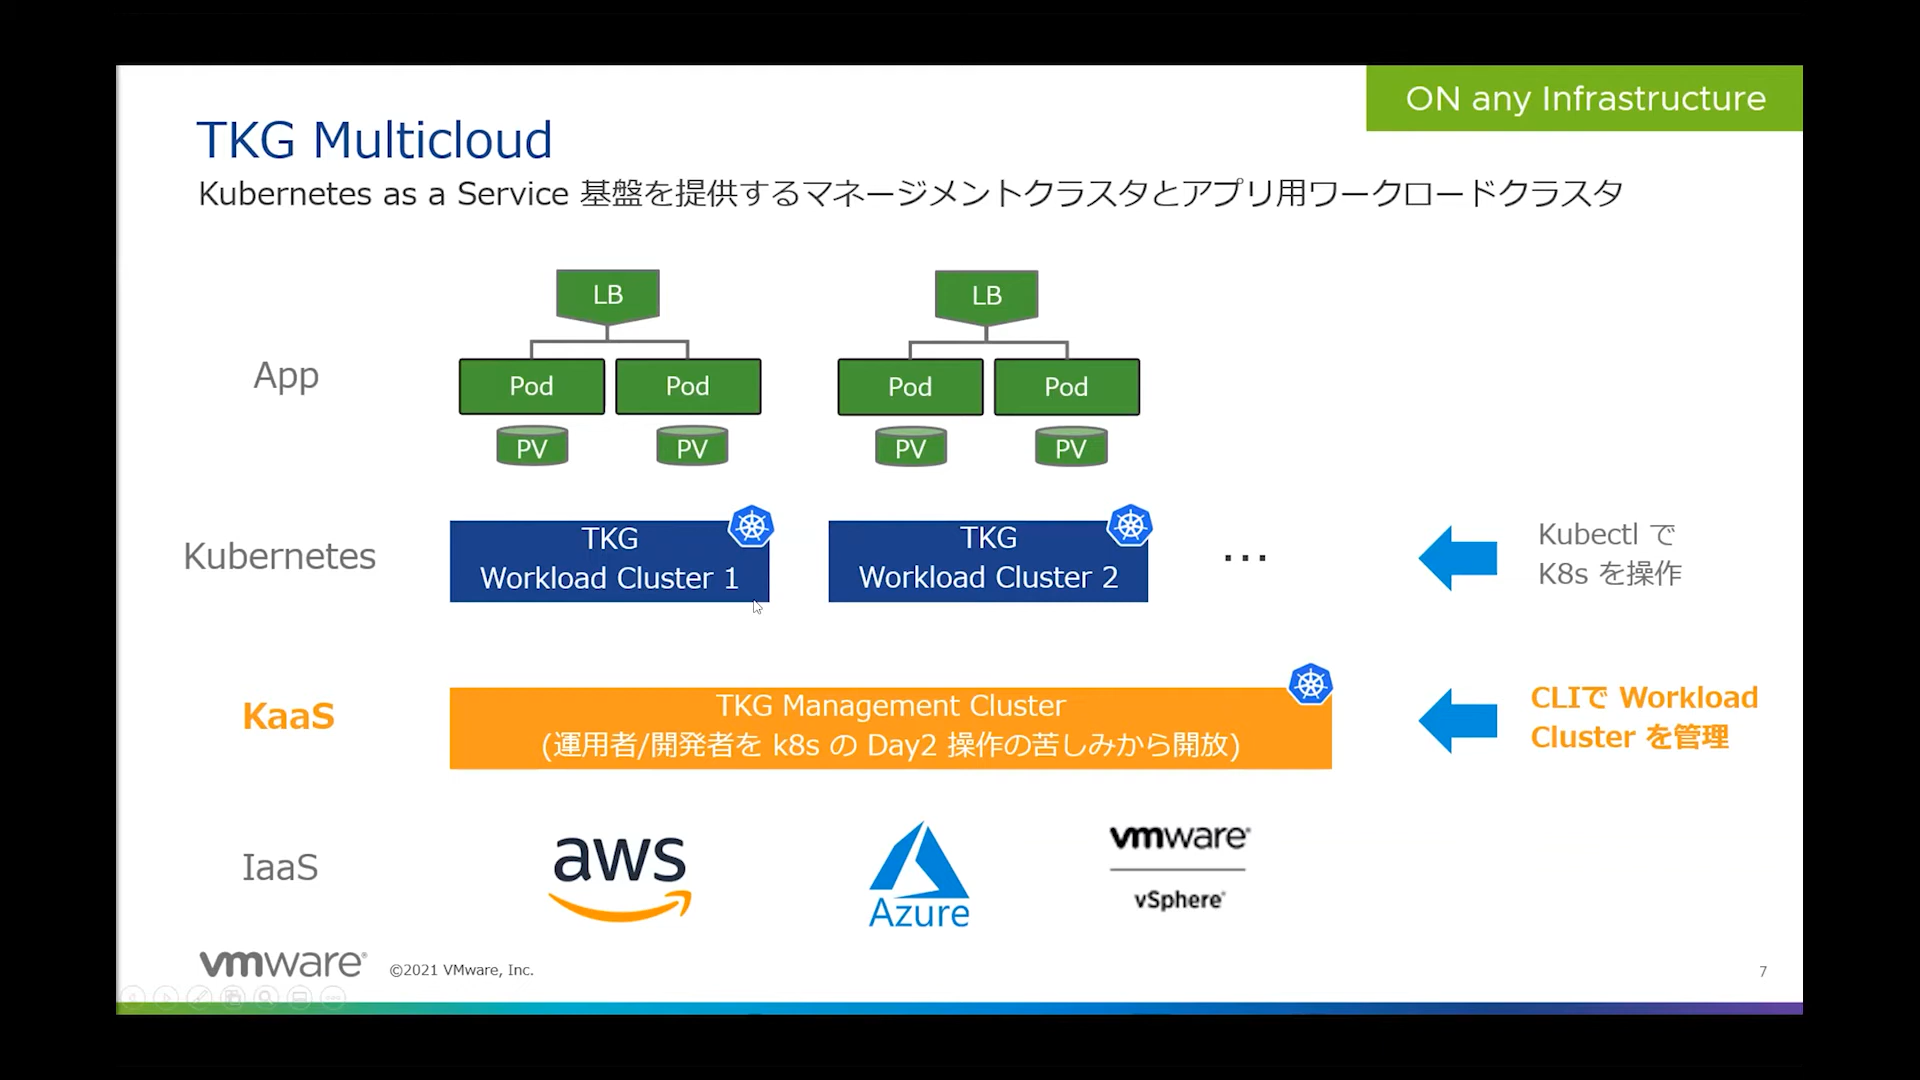 ON any Infrastructure
TKG Multicloud
Kubernetes as a Service 基盤を提供するマネージメントクラスタとアプリ用ワークロードクラスタ
LB
LB
App
Pod
Pod
Pod
Pod
PV
PV
PV
PV
Kubernetes
TKG
Workload Cluster 1
TKG
Workload Cluster 2
...
Kubectl で
K8s を操作
KaaS
TKG Management Cluster
(運用者/開発者を k8s の Day2 操作の苦しみから開放)
CLIで Workload
Cluster を管理
IaaS
aws
Azure
vmware®
vSphere®
vmware®
©2021 VMware, Inc.
7